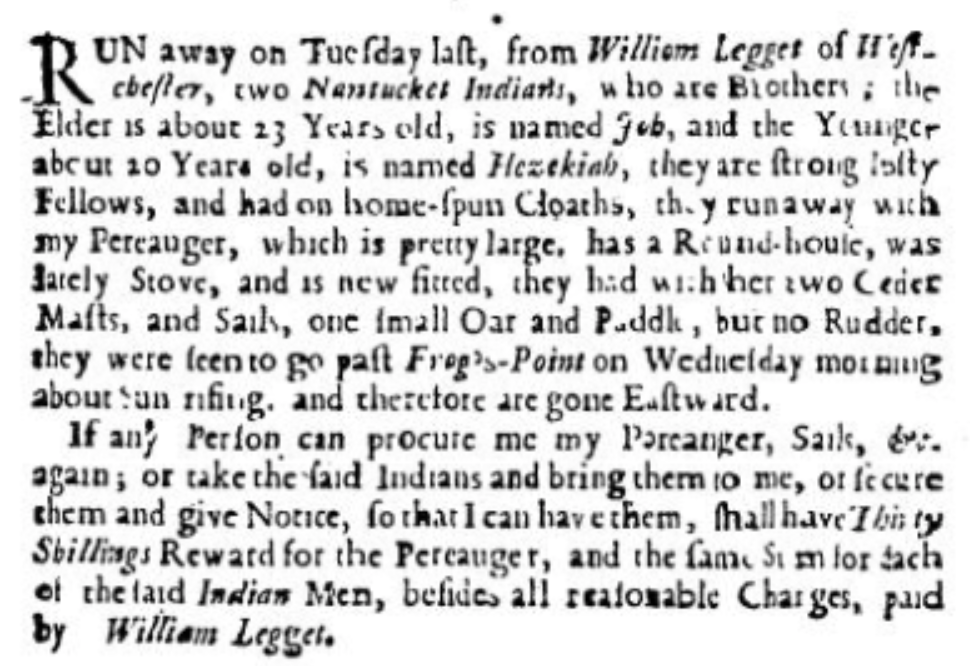 RUN away on Tueſday laſt, from William Legget of Weſt-
cheſter, two Nantucket Indians, who are Brothers; the
Elder is about 23 Years old, is named Job, and the Younger
about 20 Years old, is named Hezekiah, they are ſtrong luſty
Fellows, and had on home-ſpun Cloaths, they run away with
my Pereauger, which is pretty large, has a Round-houſe, was
lately Stove, and is new fitted, they had with her two Ceder
Maſts, and Sails, one ſmall Oar and Paddle, but no Rudder,
they were ſeen to go paſt Frog's-Point on Wedneſday morning
about Sun riſing, and therefore are gone Eaſtward.
If any Perſon can procure me my Pereauger, Sails, &c.
again; or take the ſaid Indians and bring them to me, or ſecure
them and give Notice, ſo that I can have them, ſhall have Thirty
Shillings Reward for the Pereauger, and the ſame Sum for each
of the ſaid Indian Men, beſides all reaſonable Charges, paid
by William Legget.